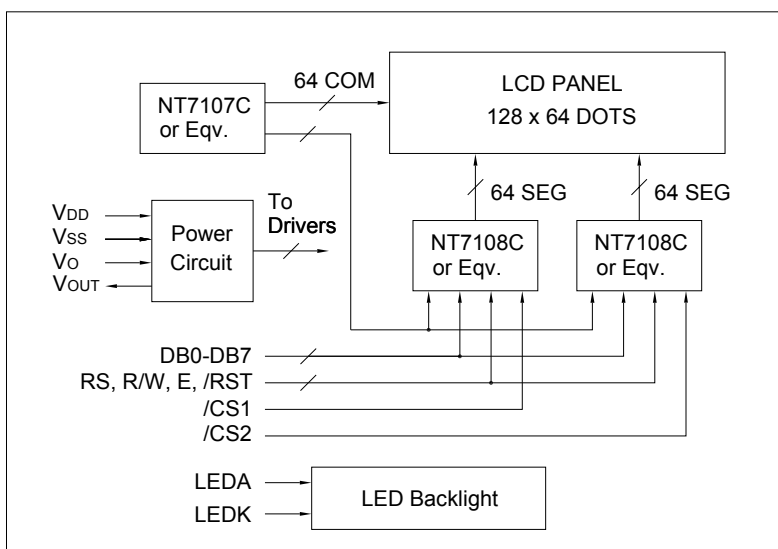 64 COM
NT7107C
or Eqv.
LCD PANEL
128 x 64 DOTS
64 SEG
64 SEG
VDD
VSS
VO
VOUT
Power
Circuit
To
Drivers
NT7108C
or Eqv.
NT7108C
or Eqv.
DB0-DB7
RS, R/W, E, /RST
/CS1
/CS2
LEDA
LEDK
LED Backlight